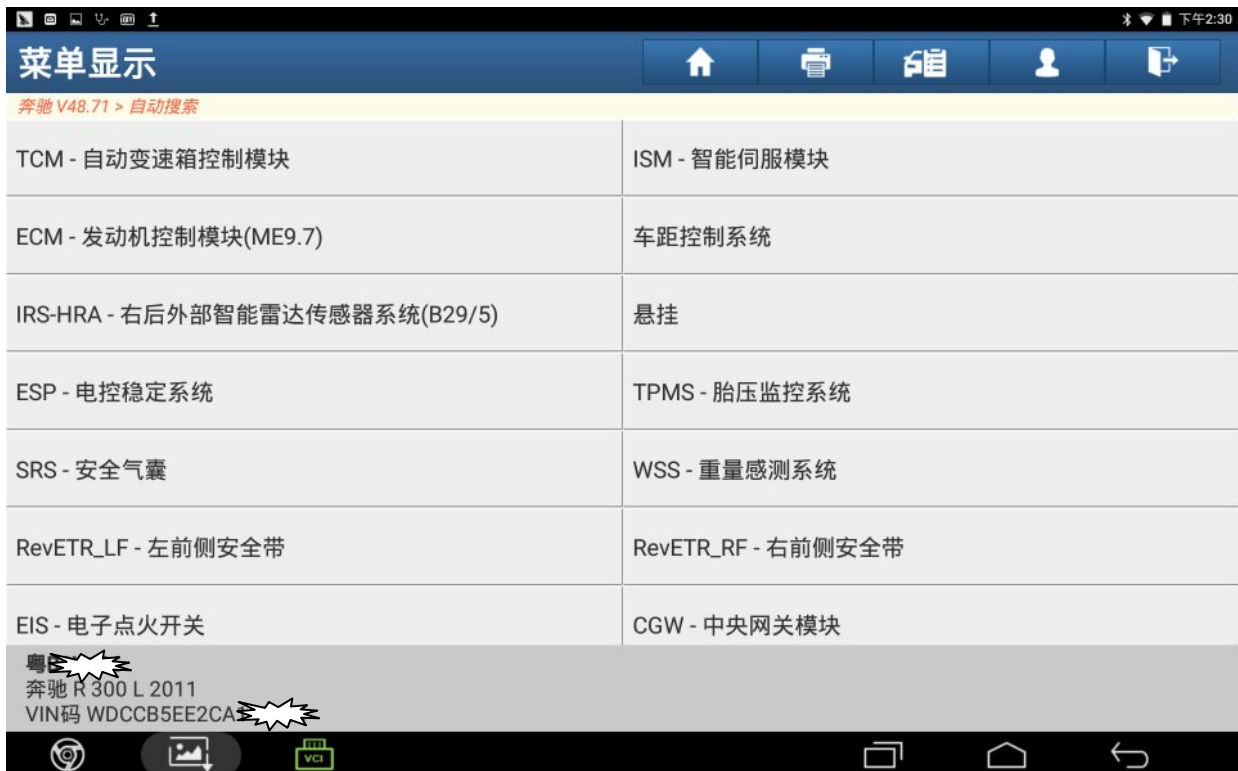 下午2:30
菜单显示
奔驰 V48.71 > 自动搜索
TCM - 自动变速箱控制模块
ISM - 智能伺服模块
ECM - 发动机控制模块(ME9.7)
车距控制系统
IRS-HRA - 右后外部智能雷达传感器系统(B29/5)
悬挂
ESP - 电控稳定系统
TPMS - 胎压监控系统
SRS - 安全气囊
WSS - 重量感测系统
RevETR_LF - 左前侧安全带
RevETR_RF - 右前侧安全带
EIS - 电子点火开关
CGW - 中央网关模块
粤
奔驰 R 300 L 2011
VIN码 WDCCB5EE2CA
VCI